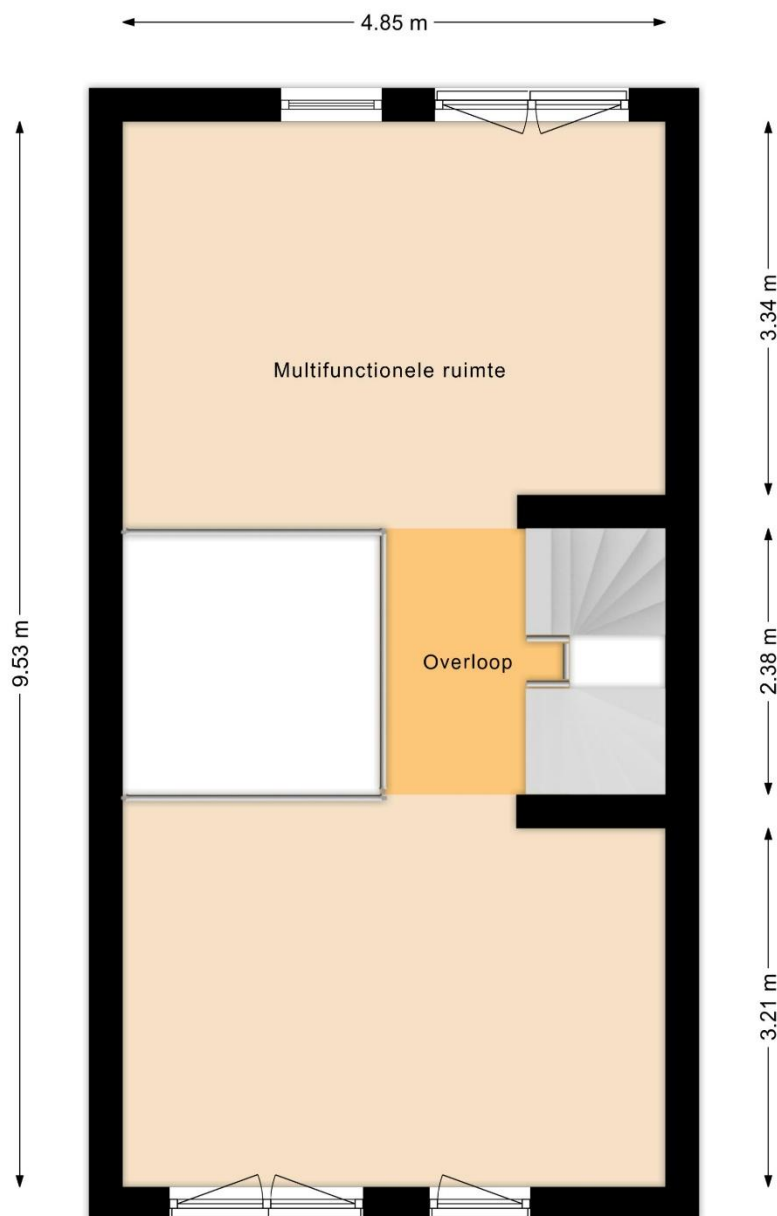 4.85 m
3.34 m
Multifunctionele ruimte
9.53 m
Overloop
2.38 m
3.21 m